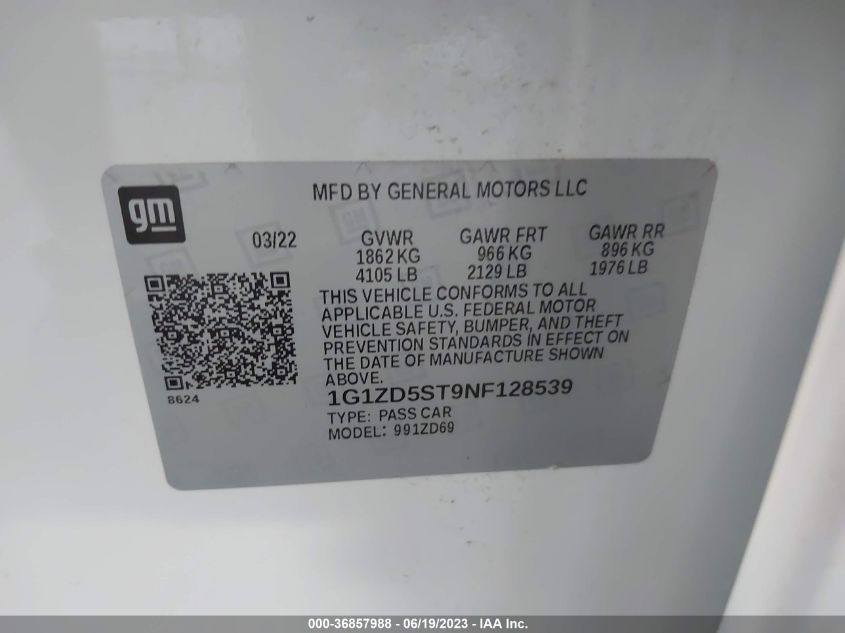 gm
MFD BY GENERAL MOTORS LLC
03/22
GVWR GAWR FRT GAWR RR
1862 KG 966 KG 896 KG
4105 LB 2129 LB 1976 LB
THIS VEHICLE CONFORMS TO ALL
APPLICABLE U.S. FEDERAL MOTOR
VEHICLE SAFETY, BUMPER, AND THEFT
PREVENTION STANDARDS IN EFFECT ON
THE DATE OF MANUFACTURE SHOWN
ABOVE.
8624
1G1ZD5ST9NF128539
TYPE: PASS CAR
MODEL: 991ZD69
000-36857988 - 06/19/2023 - IAA Inc.